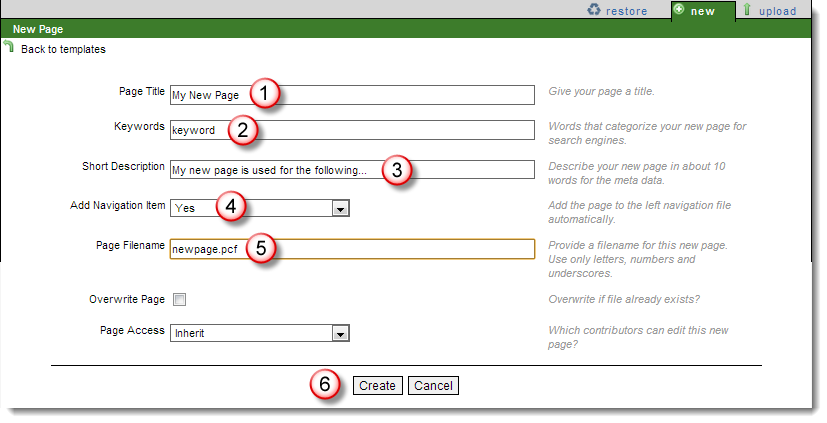 restore new upload
New Page
Back to templates
Page Title My New Page 1 Give your page a title.
Keywords keyword 2 Words that categorize your new page for
search engines.
Short Description My new page is used for the following... 3 Describe your new page in about 10
words for the meta data.
Add Navigation Item Yes 4 Add the page to the left navigation file
automatically.
Page Filename newpage.pcf 5 Provide a filename for this new page.
Use only letters, numbers and
underscores.
Overwrite Page Overwrite if file already exists?
Page Access Inherit Which contributors can edit this new
page?
6 Create Cancel